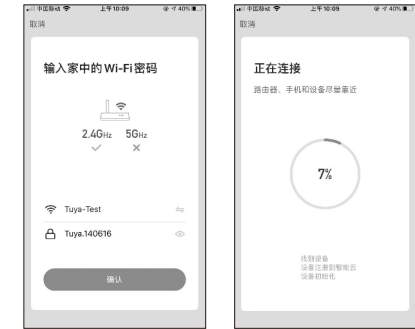 中国移动
上午10:09
40%
取消
输入家中的Wi-Fi密码
2.4GHz 5GHz
Tuya-Test
Tuya.140616
确认
中国移动
上午10:09
40%
取消
正在连接
路由器、手机和设备尽量靠近
7%
找到设备
设备注册到智能云
设备初始化